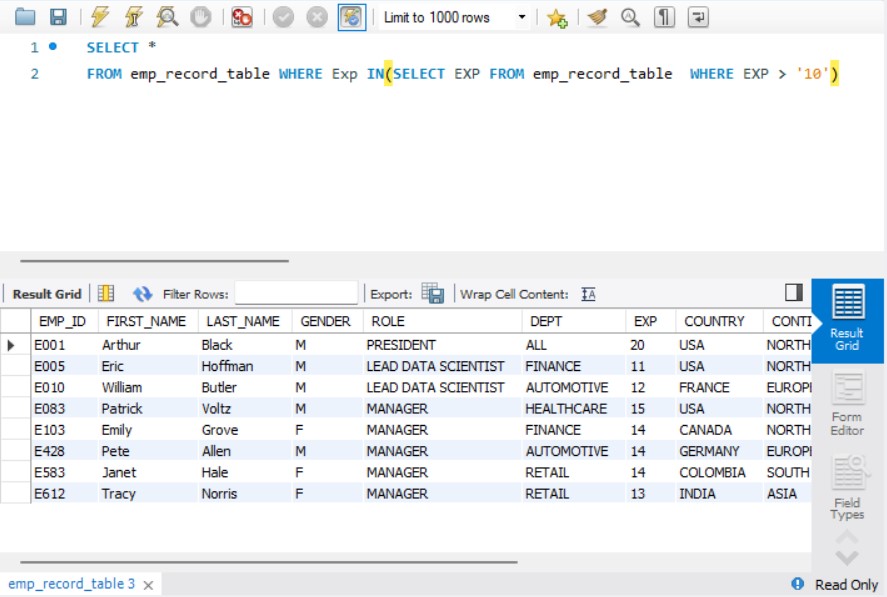 Limit to 1000 rows
1 SELECT *
2 FROM emp_record_table WHERE Exp IN(SELECT EXP FROM emp_record_table WHERE EXP > '10')
Result Grid Filter Rows: Export: Wrap Cell Content: IA
EMP_ID FIRST_NAME LAST_NAME GENDER ROLE DEPT EXP COUNTRY CONTI
E001 Arthur Black M PRESIDENT ALL 20 USA NORTH
E005 Eric Hoffman M LEAD DATA SCIENTIST FINANCE 11 USA NORTH
E010 William Butler M LEAD DATA SCIENTIST AUTOMOTIVE 12 FRANCE EUROPE
E083 Patrick Voltz M MANAGER HEALTHCARE 15 USA NORTH
E103 Emily Grove F MANAGER FINANCE 14 CANADA NORTH
E428 Pete Allen M MANAGER AUTOMOTIVE 14 GERMANY EUROPE
E583 Janet Hale F MANAGER RETAIL 14 COLOMBIA SOUTH
E612 Tracy Norris F MANAGER RETAIL 13 INDIA ASIA
Result
Grid
Form
Editor
Field
Types
emp_record_table 3
Read Only